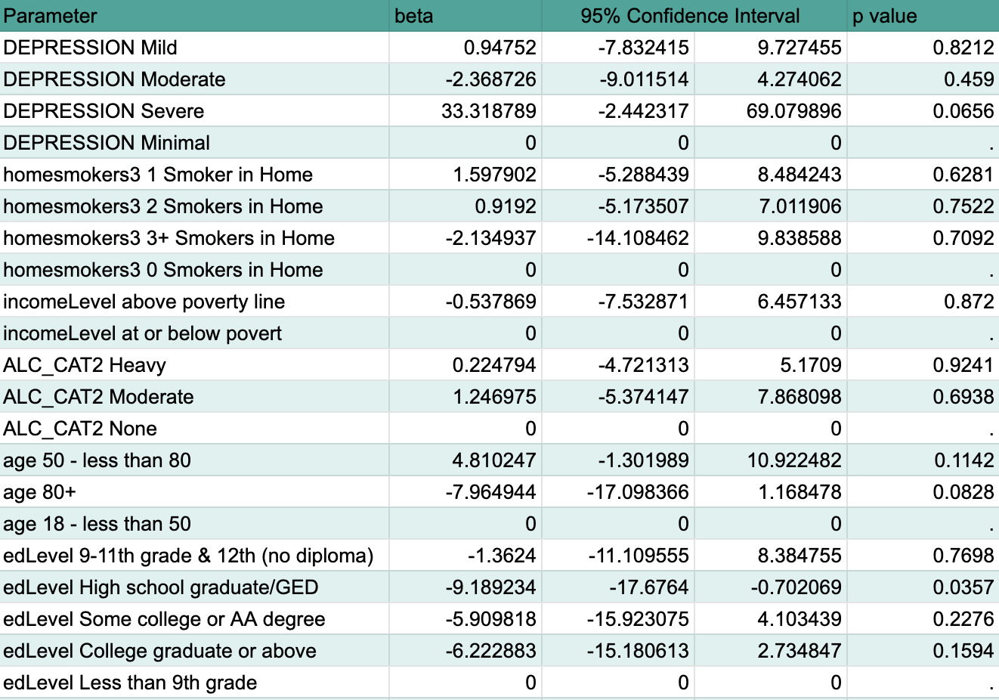 Parameter beta 95% Confidence Interval p value
DEPRESSION Mild 0.94752 -7.832415 9.727455 0.8212
DEPRESSION Moderate -2.368726 -9.011514 4.274062 0.459
DEPRESSION Severe 33.318789 -2.442317 69.079896 0.0656
DEPRESSION Minimal 0 0 0 .
homesmokers3 1 Smoker in Home 1.597902 -5.288439 8.484243 0.6281
homesmokers3 2 Smokers in Home 0.9192 -5.173507 7.011906 0.7522
homesmokers3 3+ Smokers in Home -2.134937 -14.108462 9.838588 0.7092
homesmokers3 0 Smokers in Home 0 0 0 .
incomeLevel above poverty line -0.537869 -7.532871 6.457133 0.872
incomeLevel at or below povert 0 0 0 .
ALC_CAT2 Heavy 0.224794 -4.721313 5.1709 0.9241
ALC_CAT2 Moderate 1.246975 -5.374147 7.868098 0.6938
ALC_CAT2 None 0 0 0 .
age 50 - less than 80 4.810247 -1.301989 10.922482 0.1142
age 80+ -7.964944 -17.098366 1.168478 0.0828
age 18 - less than 50 0 0 0 .
edLevel 9-11th grade & 12th (no diploma) -1.3624 -11.109555 8.384755 0.7698
edLevel High school graduate/GED -9.189234 -17.6764 -0.702069 0.0357
edLevel Some college or AA degree -5.909818 -15.923075 4.103439 0.2276
edLevel College graduate or above -6.222883 -15.180613 2.734847 0.1594
edLevel Less than 9th grade 0 0 0 .